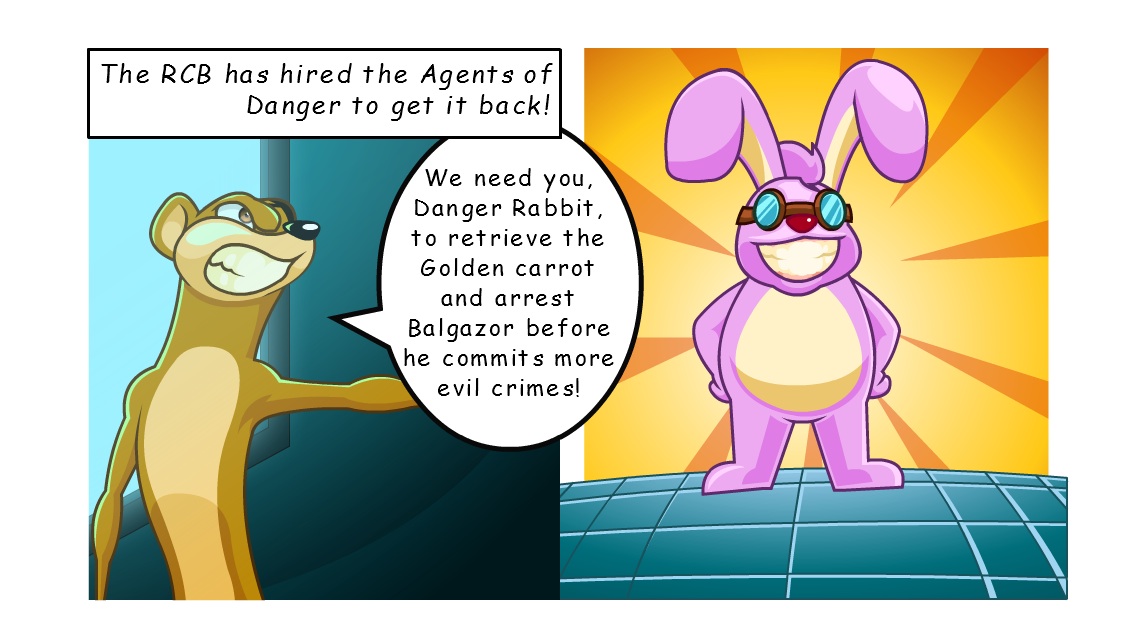 The RCB has hired the Agents of
Danger to get it back!
We need you,
Danger Rabbit,
to retrieve the
Golden carrot
and arrest
Balgazor before
he commits more
evil crimes!